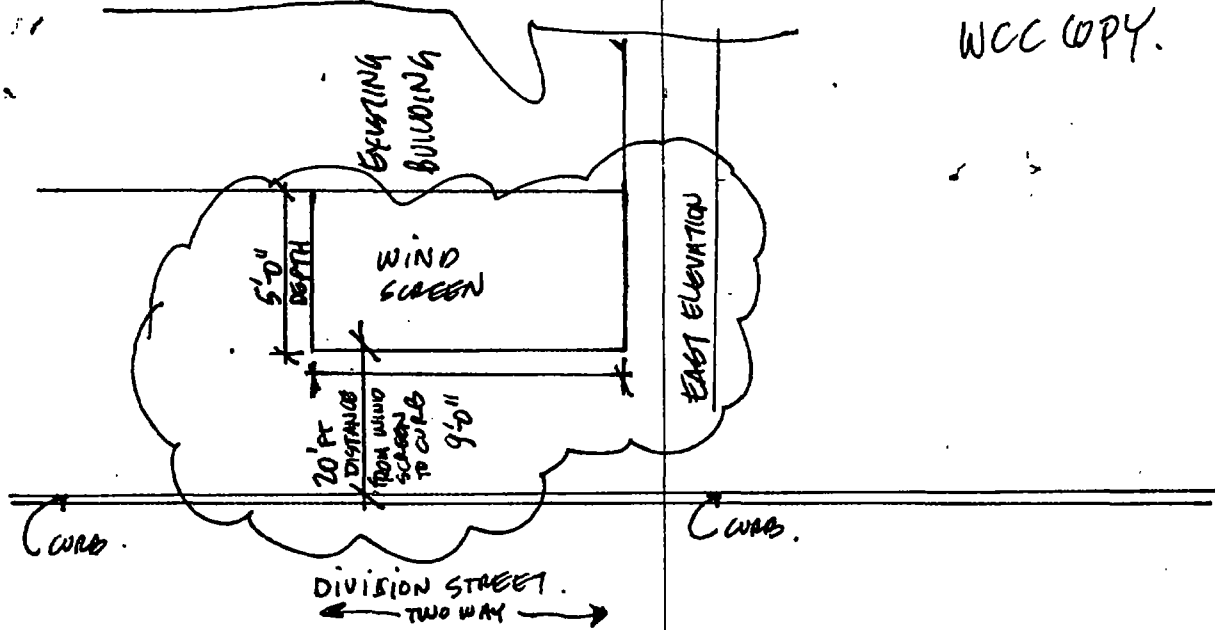 WCC COPY.
EXISTING
BUILDING
5'-0"
DEPTH
WIND
SCREEN
EAST ELEVATION
20' FT
DISTANCE
FROM WIND
SCREEN
TO CURB
9'-0"
CURB.
CURB.
DIVISION STREET.
TWO WAY